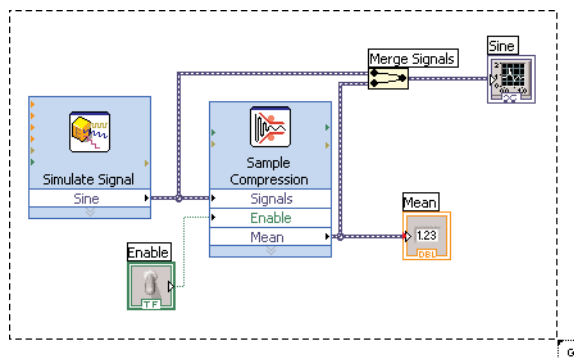 Merge Signals
Sine
Simulate Signal
Sine
Sample
Compression
Signals
Enable
Mean
Mean
1.23
DBL
Enable
TF